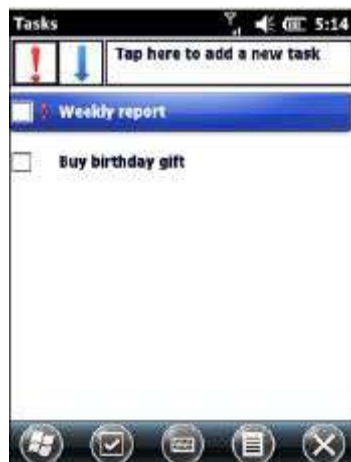 Tasks 5:14
Tap here to add a new task
Weekly report
Buy birthday gift